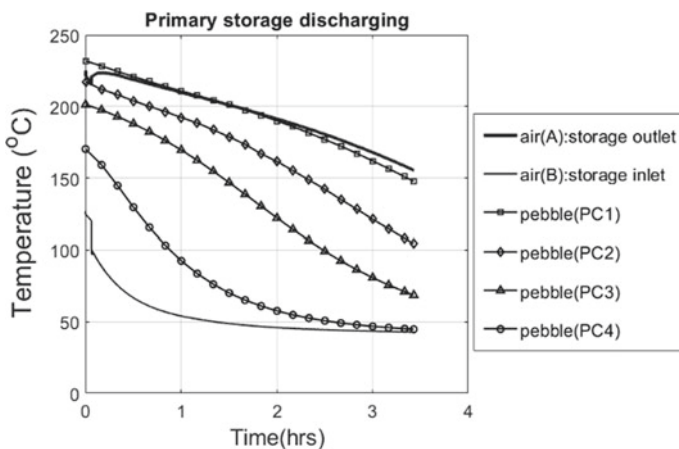 Primary storage discharging
250
200
150
100
50
0
Temperature (°C)
0 1 2 3 4
Time(hrs)
air(A):storage outlet
air(B):storage inlet
pebble(PC1)
pebble(PC2)
pebble(PC3)
pebble(PC4)